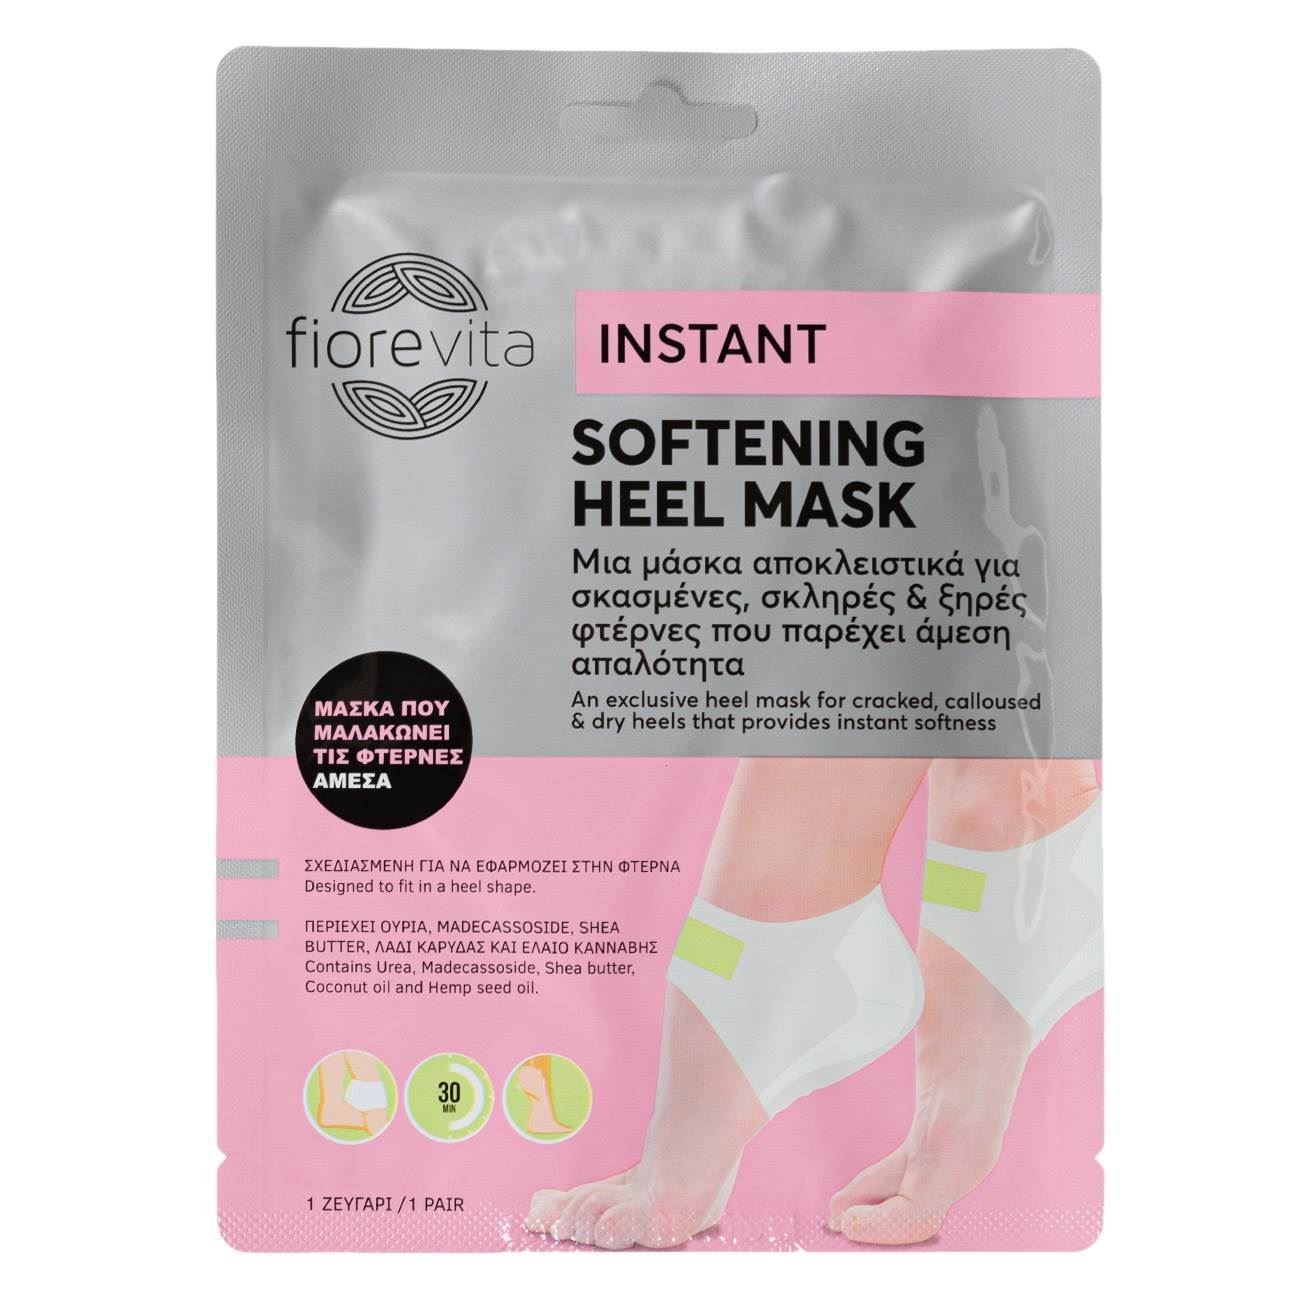 fiorevita
INSTANT
SOFTENING
HEEL MASK
Μια μάσκα αποκλειστικά για
σκασμένες, σκληρές & ξηρές
φτέρνες που παρέχει άμεση
απαλότητα
An exclusive heel mask for cracked, calloused
& dry heels that provides instant softness
ΜΑΣΚΑ ΠΟΥ
ΜΑΛΑΚΩΝΕΙ
ΤΙΣ ΦΤΕΡΝΕΣ
ΑΜΕΣΑ
ΣΧΕΔΙΑΣΜΕΝΗ ΓΙΑ ΝΑ ΕΦΑΡΜΟΖΕΙ ΣΤΗΝ ΦΤΕΡΝΑ
Designed to fit in a heel shape.
ΠΕΡΙΕΧΕΙ ΟΥΡΙΑ, MADECASSOSIDE, SHEA
BUTTER, ΛΑΔΙ ΚΑΡΥΔΑΣ ΚΑΙ ΕΛΑΙΟ ΚΑΝΝΑΒΗΣ
Contains Urea, Madecassoside, Shea butter,
Coconut oil and Hemp seed oil.
30
MIN
1 ΖΕΥΓΑΡΙ / 1 PAIR